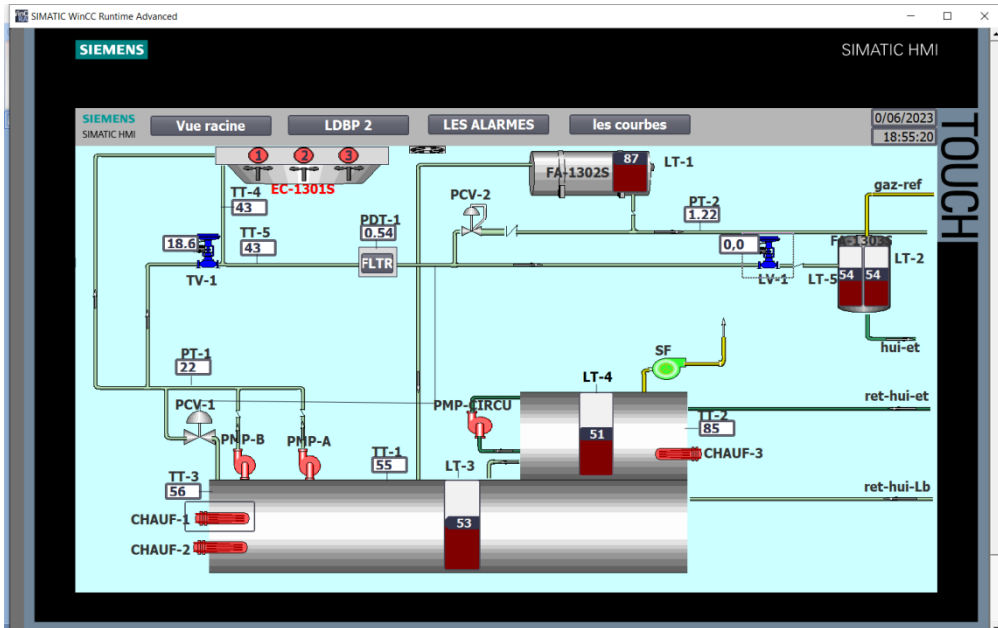 SIMATIC WinCC Runtime Advanced
SIEMENS
SIMATIC HMI
TOUCH
SIEMENS
SIMATIC HMI
Vue racine
LDBP 2
LES ALARMES
les courbes
0/06/2023
18:55:20
1
2
3
EC-1301S
FA-1302S
87
LT-1
TT-4
43
PCV-2
PT-2
1.22
gaz-ref
18.6
TV-1
TT-5
43
PDT-1
0.54
FLTR
0,0
LV-1
FA-1303S
LT-5
54
54
LT-2
hui-et
PT-1
22
SF
LT-4
51
PMP-CIRCU
ret-hui-et
TT-2
85
CHAUF-3
PCV-1
PMP-B
PMP-A
TT-1
55
LT-3
53
TT-3
56
ret-hui-Lb
CHAUF-1
CHAUF-2